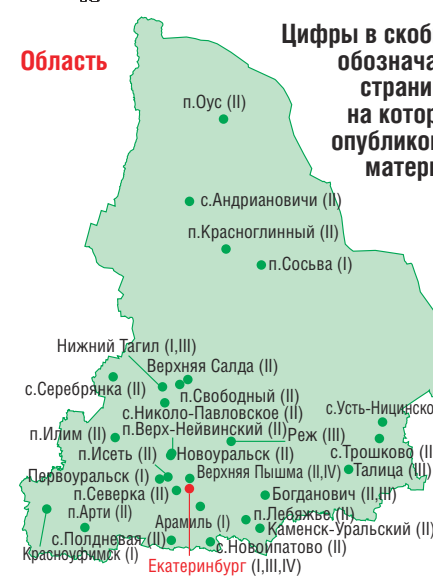 Область
Цифры в скоб
обознача
страни
на котор
опубликов
матери
п.Оус (II)
с.Андриановичи (II)
п.Красноглинный (II)
п.Сосьва (I)
Нижний Тагил (I,III)
Верхняя Салда (II)
с.Серебрянка (II)
п.Свободный (II)
с.Николо-Павловское (II)
с.Усть-Ницинско
п.Илим (II)
п.Верх-Нейвинский (II)
Реж (III)
с.Трошково (II
п.Исеть (II)
Новоуральск (II)
Верхняя Пышма (II,IV)
Талица (III)
Первоуральск (I)
п.Северка (II)
Богданович (II,III)
п.Арти (II)
Арамиль (I)
п.Лебяжье (II)
Каменск-Уральский (II)
с.Полдневая (II)
с.Новоипатово (II)
Красноуфимск (I)
Екатеринбург (I,III,IV)